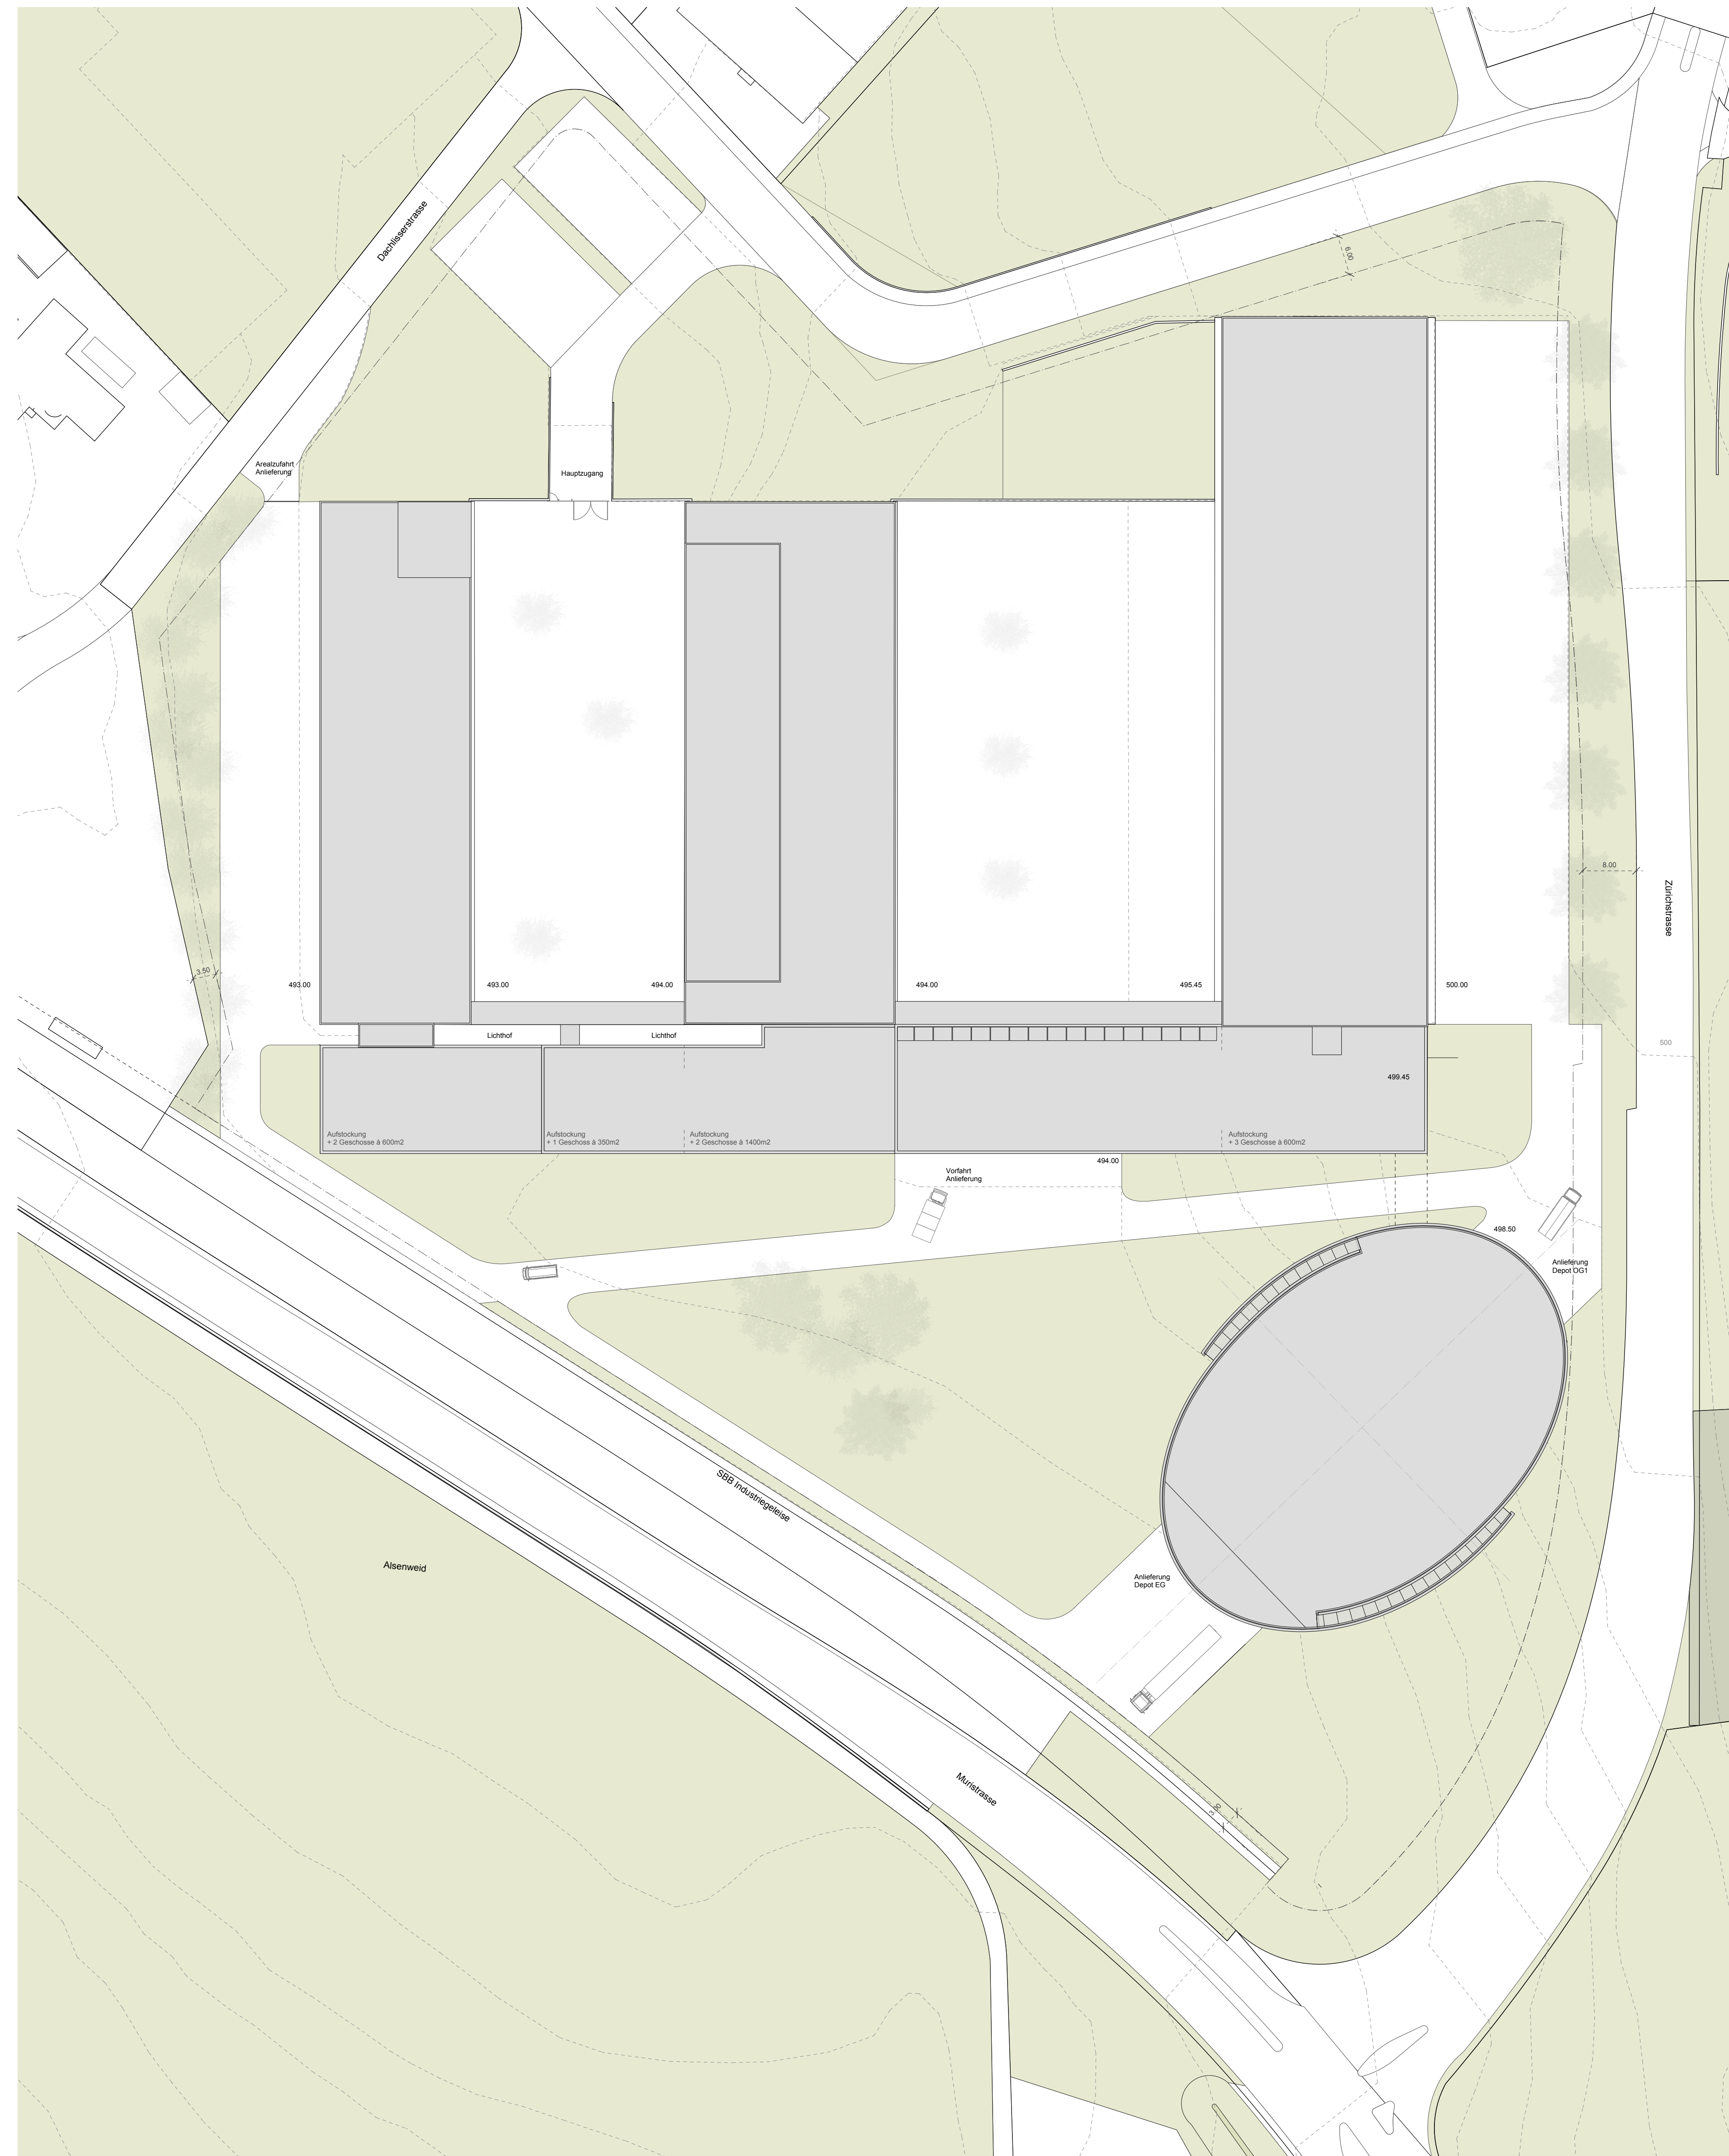 Dachlisserstrasse
6.00
Arealzufahrt
Anlieferung
Hauptzugang
8.00
Zürichstrasse
3.50
493.00
493.00
494.00
494.00
495.45
500.00
Lichthof
Lichthof
500
499.45
Aufstockung
+ 2 Geschosse à 600m2
Aufstockung
+ 1 Geschoss à 350m2
Aufstockung
+ 2 Geschosse à 1400m2
Aufstockung
+ 3 Geschosse à 600m2
494.00
Vorfahrt
Anlieferung
498.50
Anlieferung
Depot OG1
SBB Industriegeleise
Alsenweid
Anlieferung
Depot EG
Muristrasse